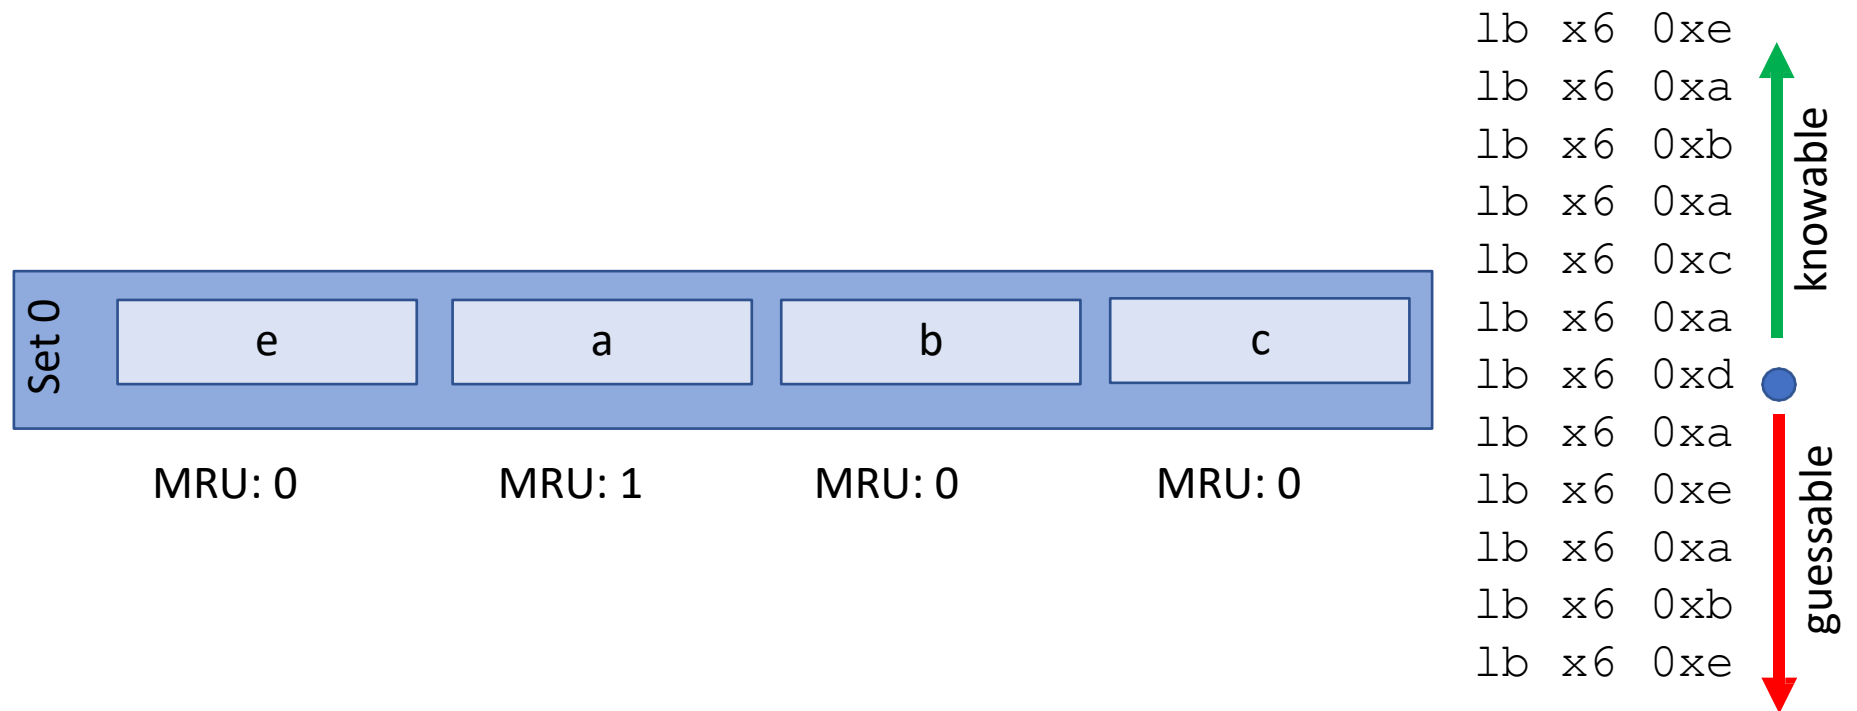 Set 0
e
a
b
c
MRU: 0
MRU: 1
MRU: 0
MRU: 0
lb x6 0xe
lb x6 0xa
lb x6 0xb
lb x6 0xa
lb x6 0xc
lb x6 0xa
lb x6 0xd
lb x6 0xa
lb x6 0xe
lb x6 0xa
lb x6 0xb
lb x6 0xe
knowable
guessable